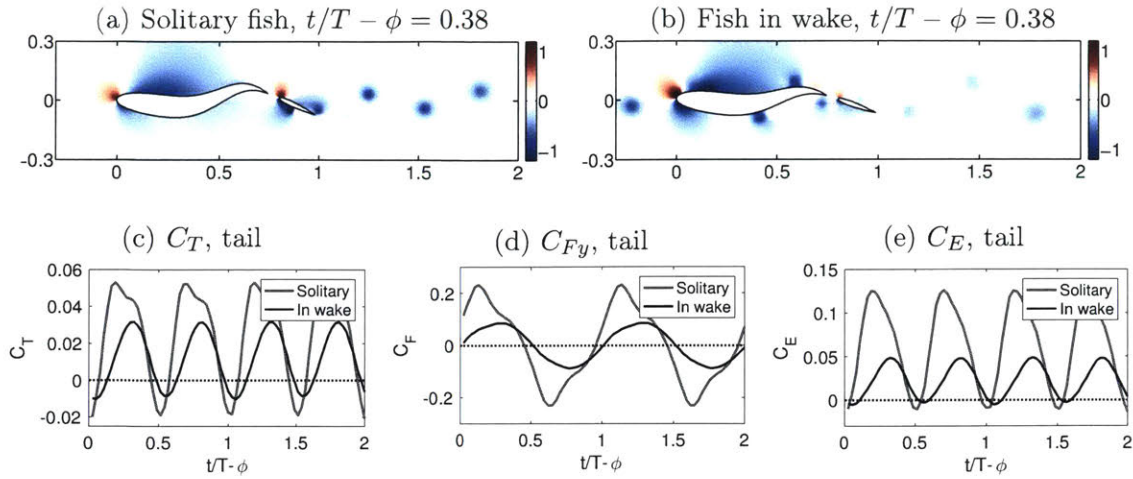 (a) Solitary fish, t/T − ϕ = 0.38
0.3
0
-0.3
0 0.5 1 1.5 2
1
0
−1
(b) Fish in wake, t/T − ϕ = 0.38
0.3
0
-0.3
0 0.5 1 1.5 2
1
0
−1
(c) C_T, tail
C_T
0.06
0.04
0.02
0
-0.02
0 0.5 1 1.5 2
t/T-ϕ
Solitary
In wake
(d) C_{Fy}, tail
C_F
0.2
0
-0.2
0 0.5 1 1.5 2
t/T-ϕ
Solitary
In wake
(e) C_E, tail
C_E
0.15
0.10
0.05
0
0 0.5 1 1.5 2
t/T-ϕ
Solitary
In wake